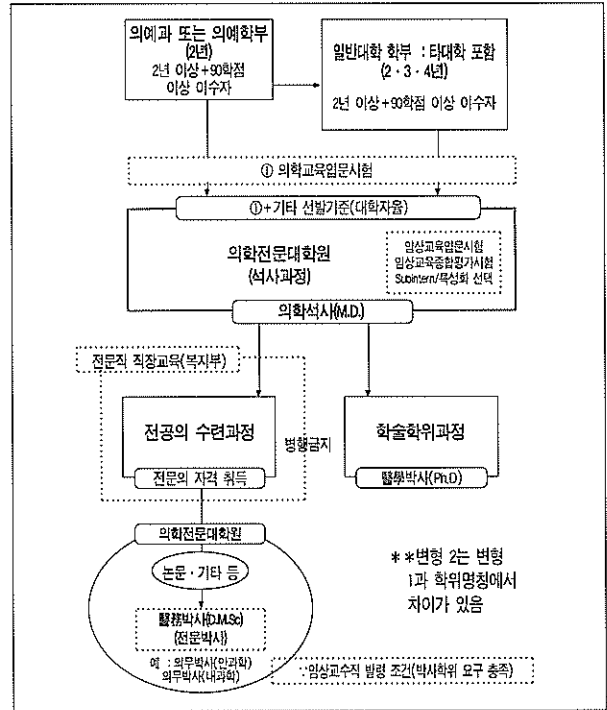 의예과 또는 의예학부
(2년)
2년 이상+90학점
이상 이수자
일반대학 학부 : 타대학 포함
(2·3·4년)
2년 이상+90학점 이상 이수자
① 의학교육입문시험
①+기타 선발기준(대학자율)
의학전문대학원
(석사과정)
임상교육입문시험
임상교육종합평가시험
Subintern/특성화 선택
의학석사(M.D.)
전문직 직장교육(복지부)
전공의 수련과정
병행금지
학술학위과정
전문의 자격 취득
醫學박사(Ph.D)
의학전문대학원
논문·기타 등
醫務박사(D.M.Sc)
(전문박사)
예 : 의무박사(안과학)
의무박사(내과학)
**변형 2는 변형
1과 학위명칭에서
차이가 있음
∵임상교수직 발령 조건(박사학위 요구 충족)